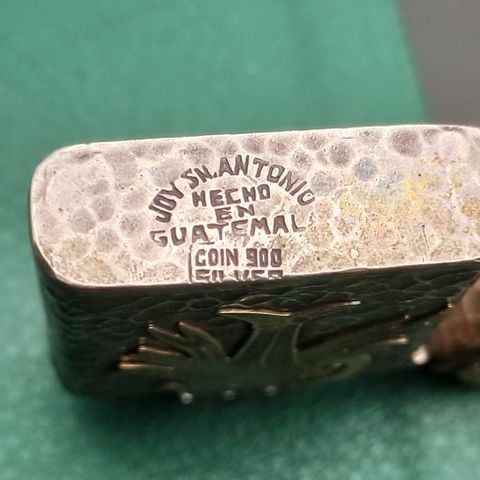 JOY SN. ANTONIO
HECHO
EN
GUATEMAL
COIN 900
SILVER